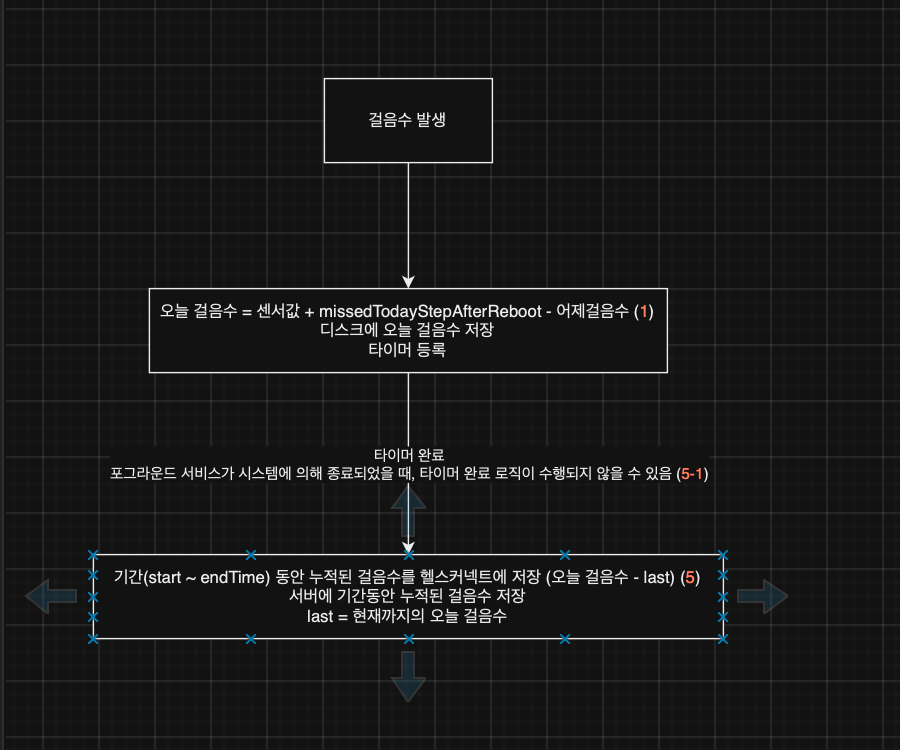 걸음수 발생
오늘 걸음수 = 센서값 + missedTodayStepAfterReboot - 어제걸음수 (1)
디스크에 오늘 걸음수 저장
타이머 등록
타이머 완료
포그라운드 서비스가 시스템에 의해 종료되었을 때, 타이머 완료 로직이 수행되지 않을 수 있음 (5-1)
기간(start ~ endTime) 동안 누적된 걸음수를 헬스커넥트에 저장 (오늘 걸음수 - last) (5)
서버에 기간동안 누적된 걸음수 저장
last = 현재까지의 오늘 걸음수